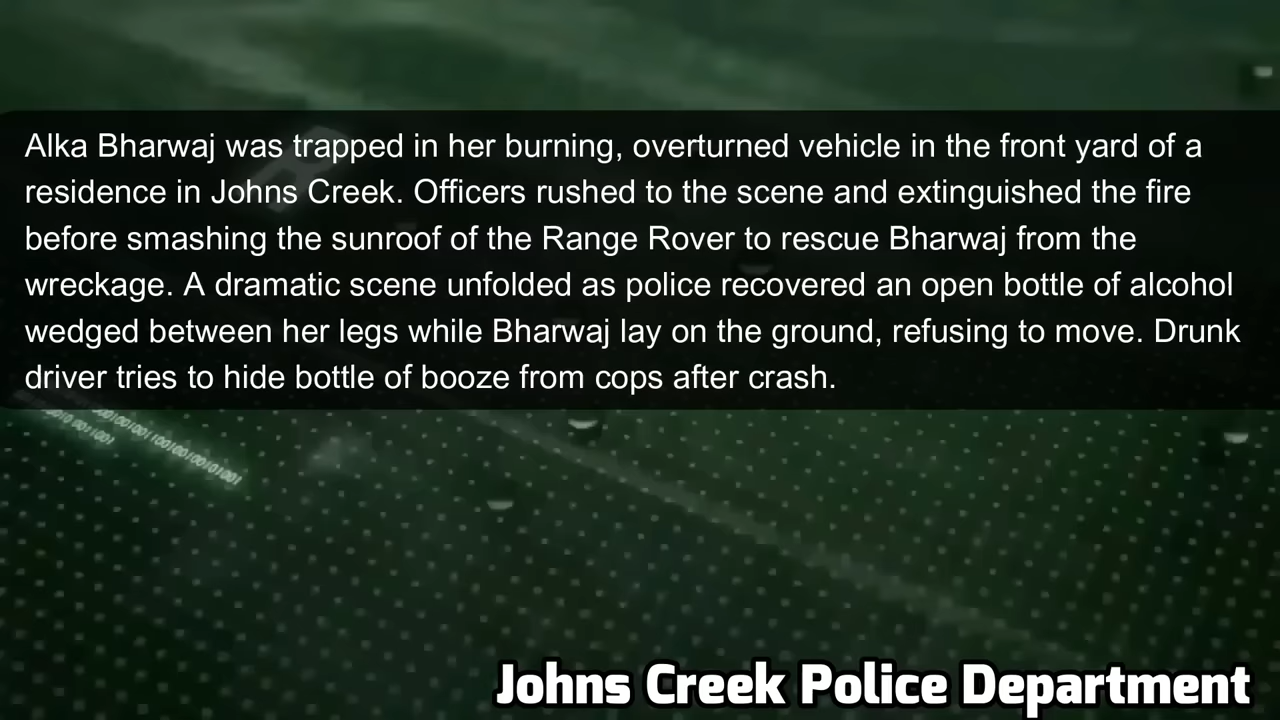 Alka Bharwaj was trapped in her burning, overturned vehicle in the front yard of a
residence in Johns Creek. Officers rushed to the scene and extinguished the fire
before smashing the sunroof of the Range Rover to rescue Bharwaj from the
wreckage. A dramatic scene unfolded as police recovered an open bottle of alcohol
wedged between her legs while Bharwaj lay on the ground, refusing to move. Drunk
driver tries to hide bottle of booze from cops after crash.
Johns Creek Police Department